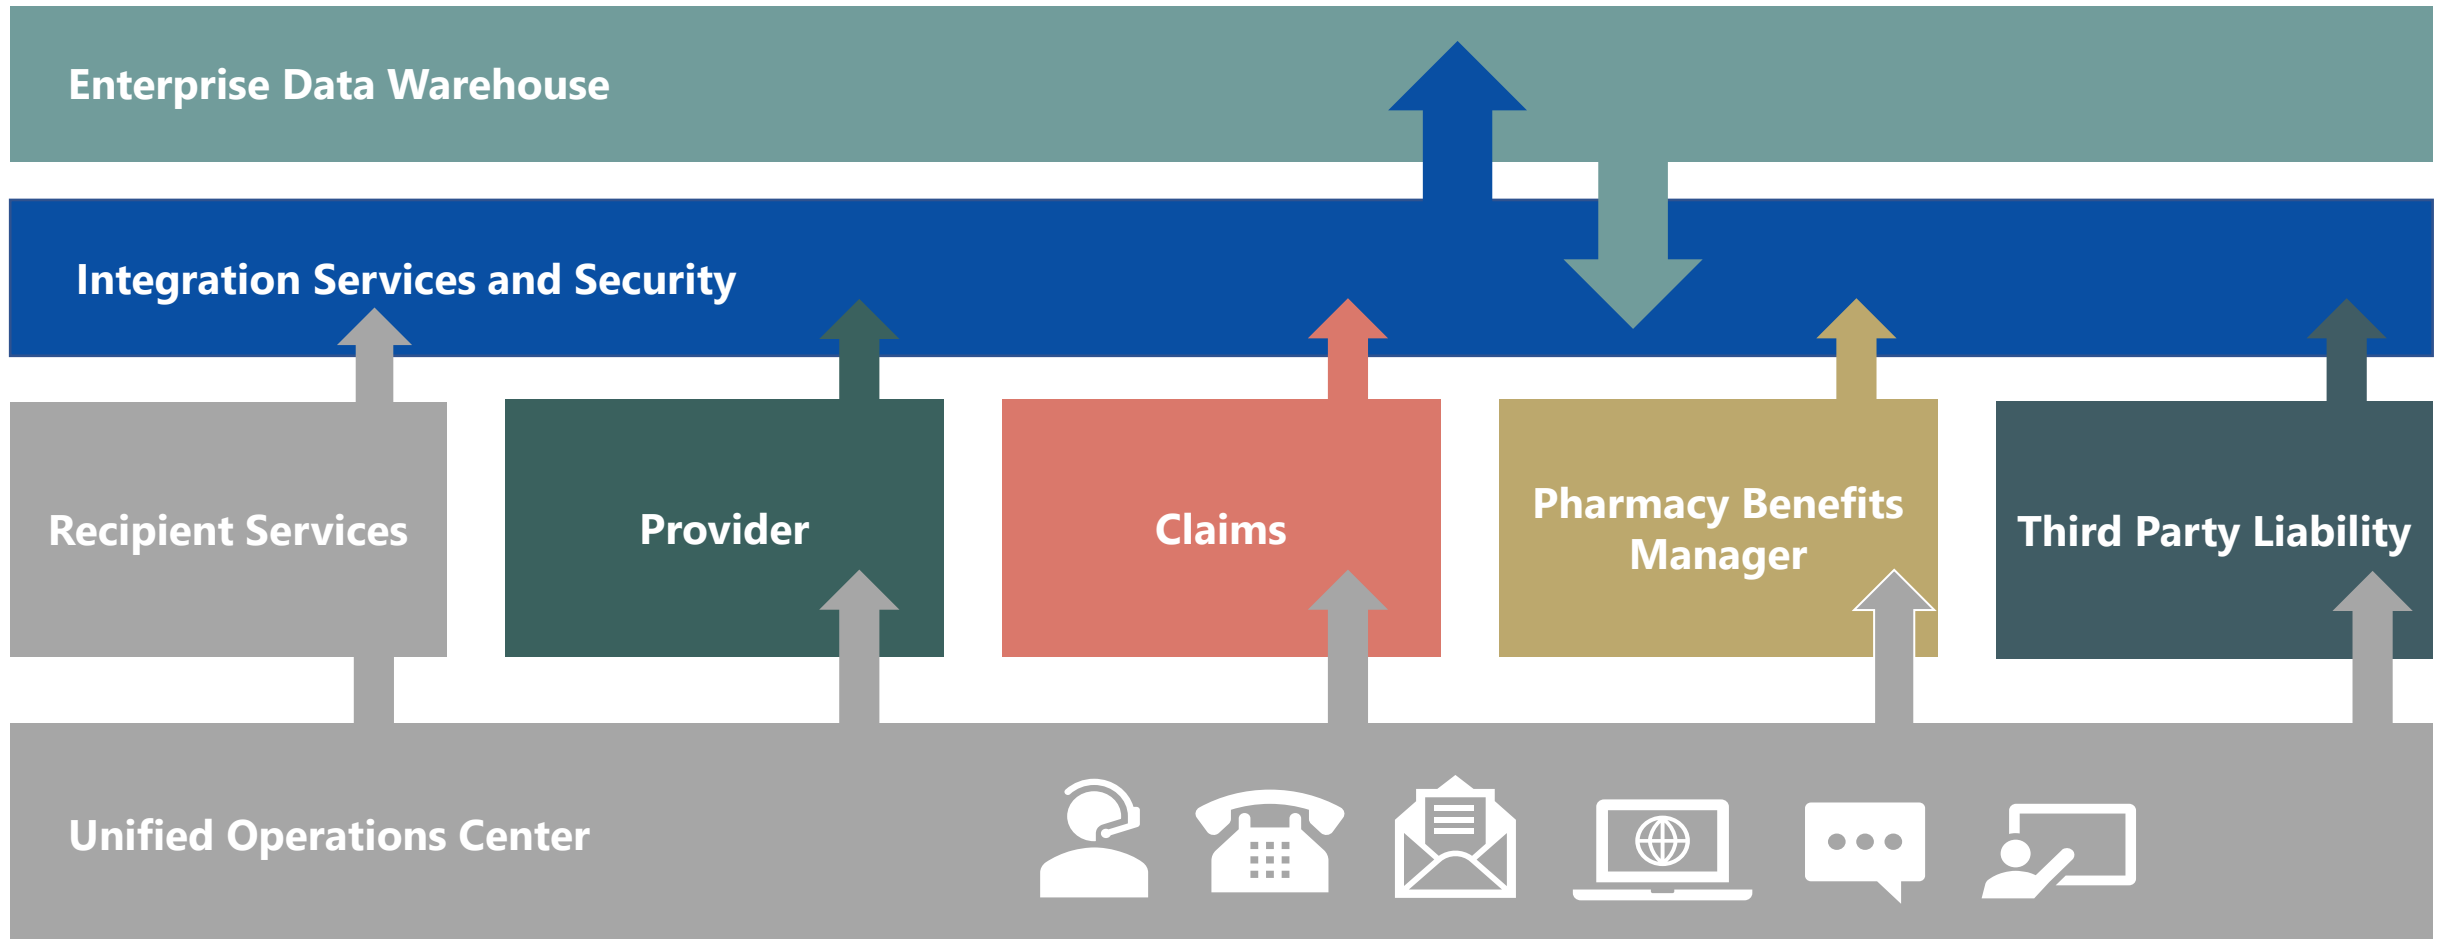 Enterprise Data Warehouse
Integration Services and Security
Recipient Services
Provider
Claims
Pharmacy Benefits
Manager
Third Party Liability
Unified Operations Center